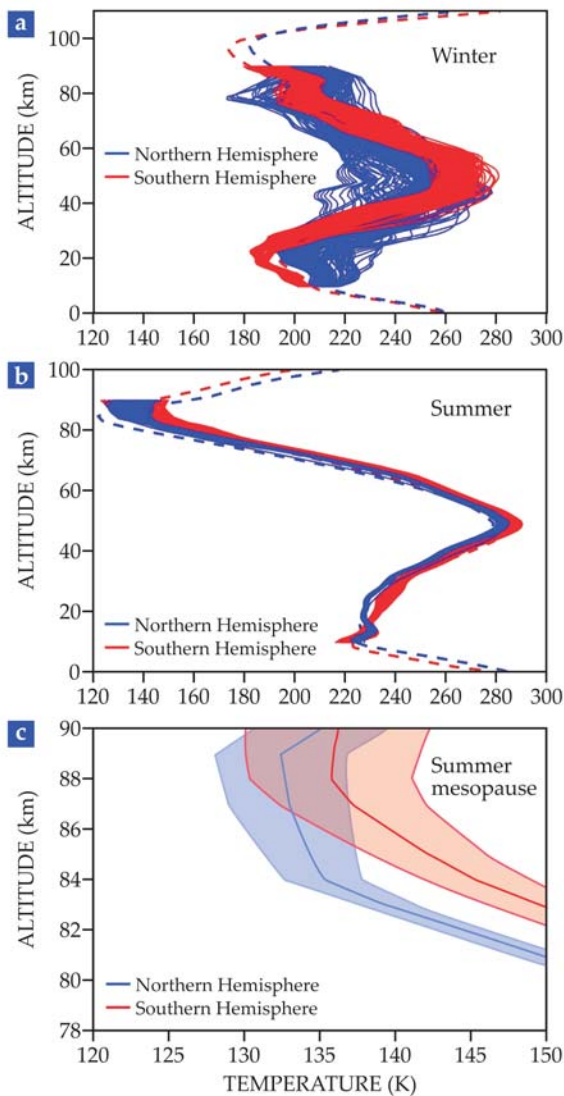 a
Winter
ALTITUDE (km)
100
80
60
40
20
0
Northern Hemisphere
Southern Hemisphere
120 140 160 180 200 220 240 260 280 300
b
Summer
ALTITUDE (km)
100
80
60
40
20
0
Northern Hemisphere
Southern Hemisphere
120 140 160 180 200 220 240 260 280 300
c
Summer
mesopause
ALTITUDE (km)
90
88
86
84
82
80
78
Northern Hemisphere
Southern Hemisphere
120 125 130 135 140 145 150
TEMPERATURE (K)